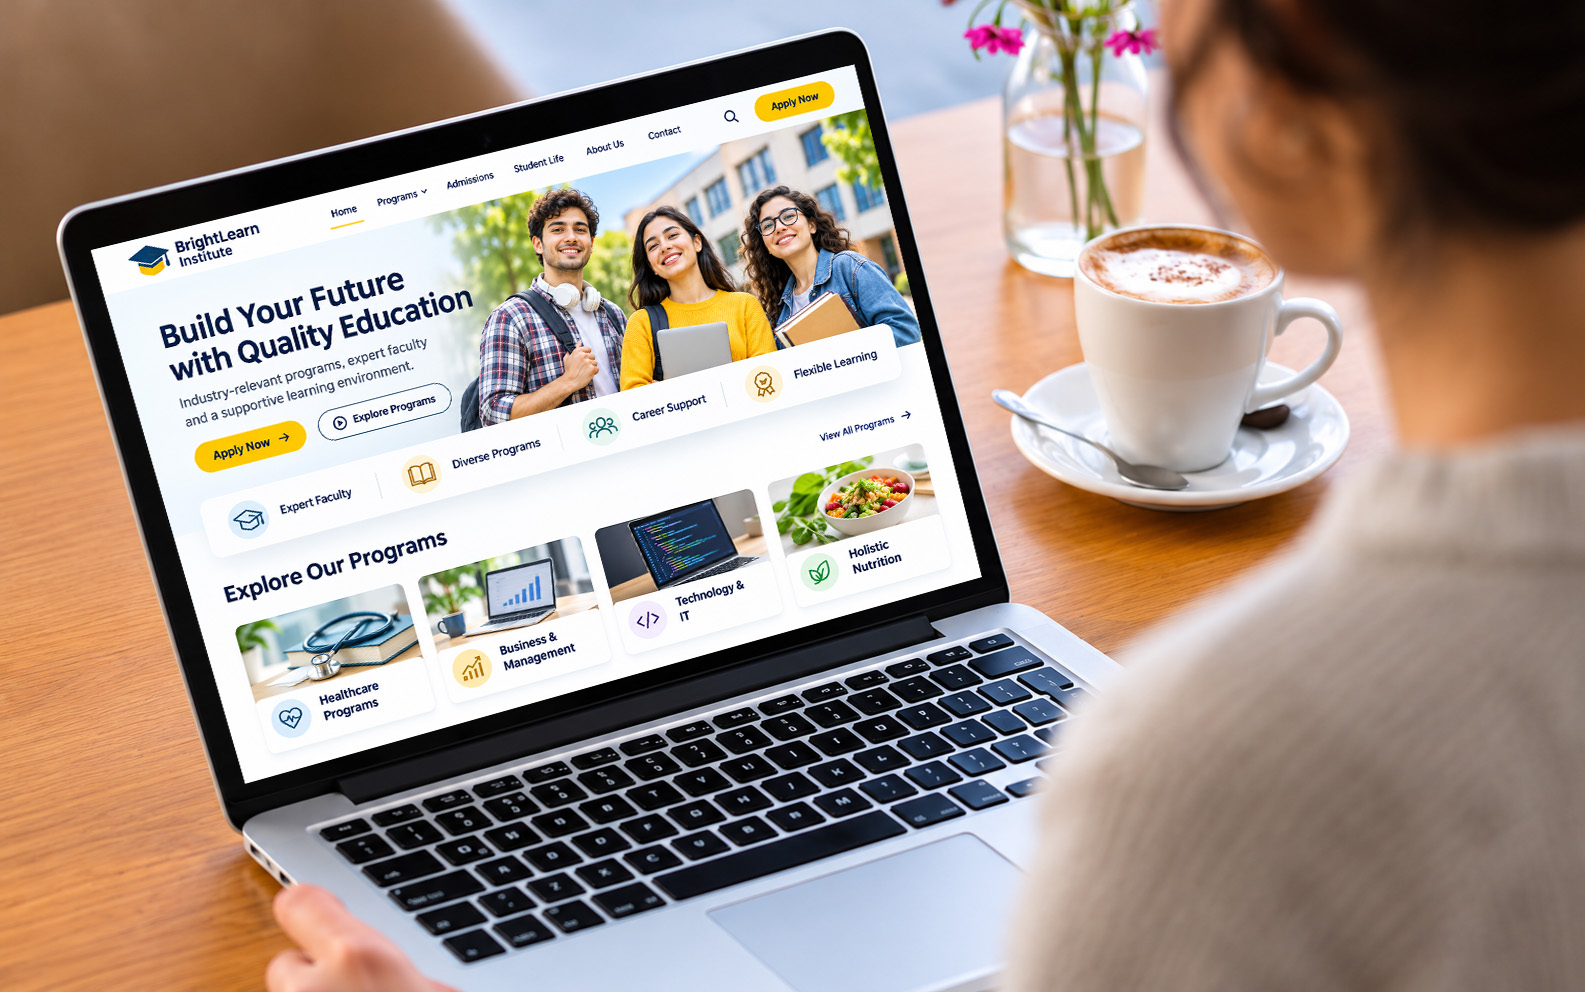 BrightLearn
Institute
Home
Programs
Admissions
Student Life
About Us
Contact
Apply Now
Build Your Future
with Quality Education
Industry-relevant programs, expert faculty
and a supportive learning environment.
Apply Now
Explore Programs
Expert Faculty
Diverse Programs
Career Support
Flexible Learning
Explore Our Programs
View All Programs
Healthcare
Programs
Business &
Management
Technology &
IT
Holistic
Nutrition